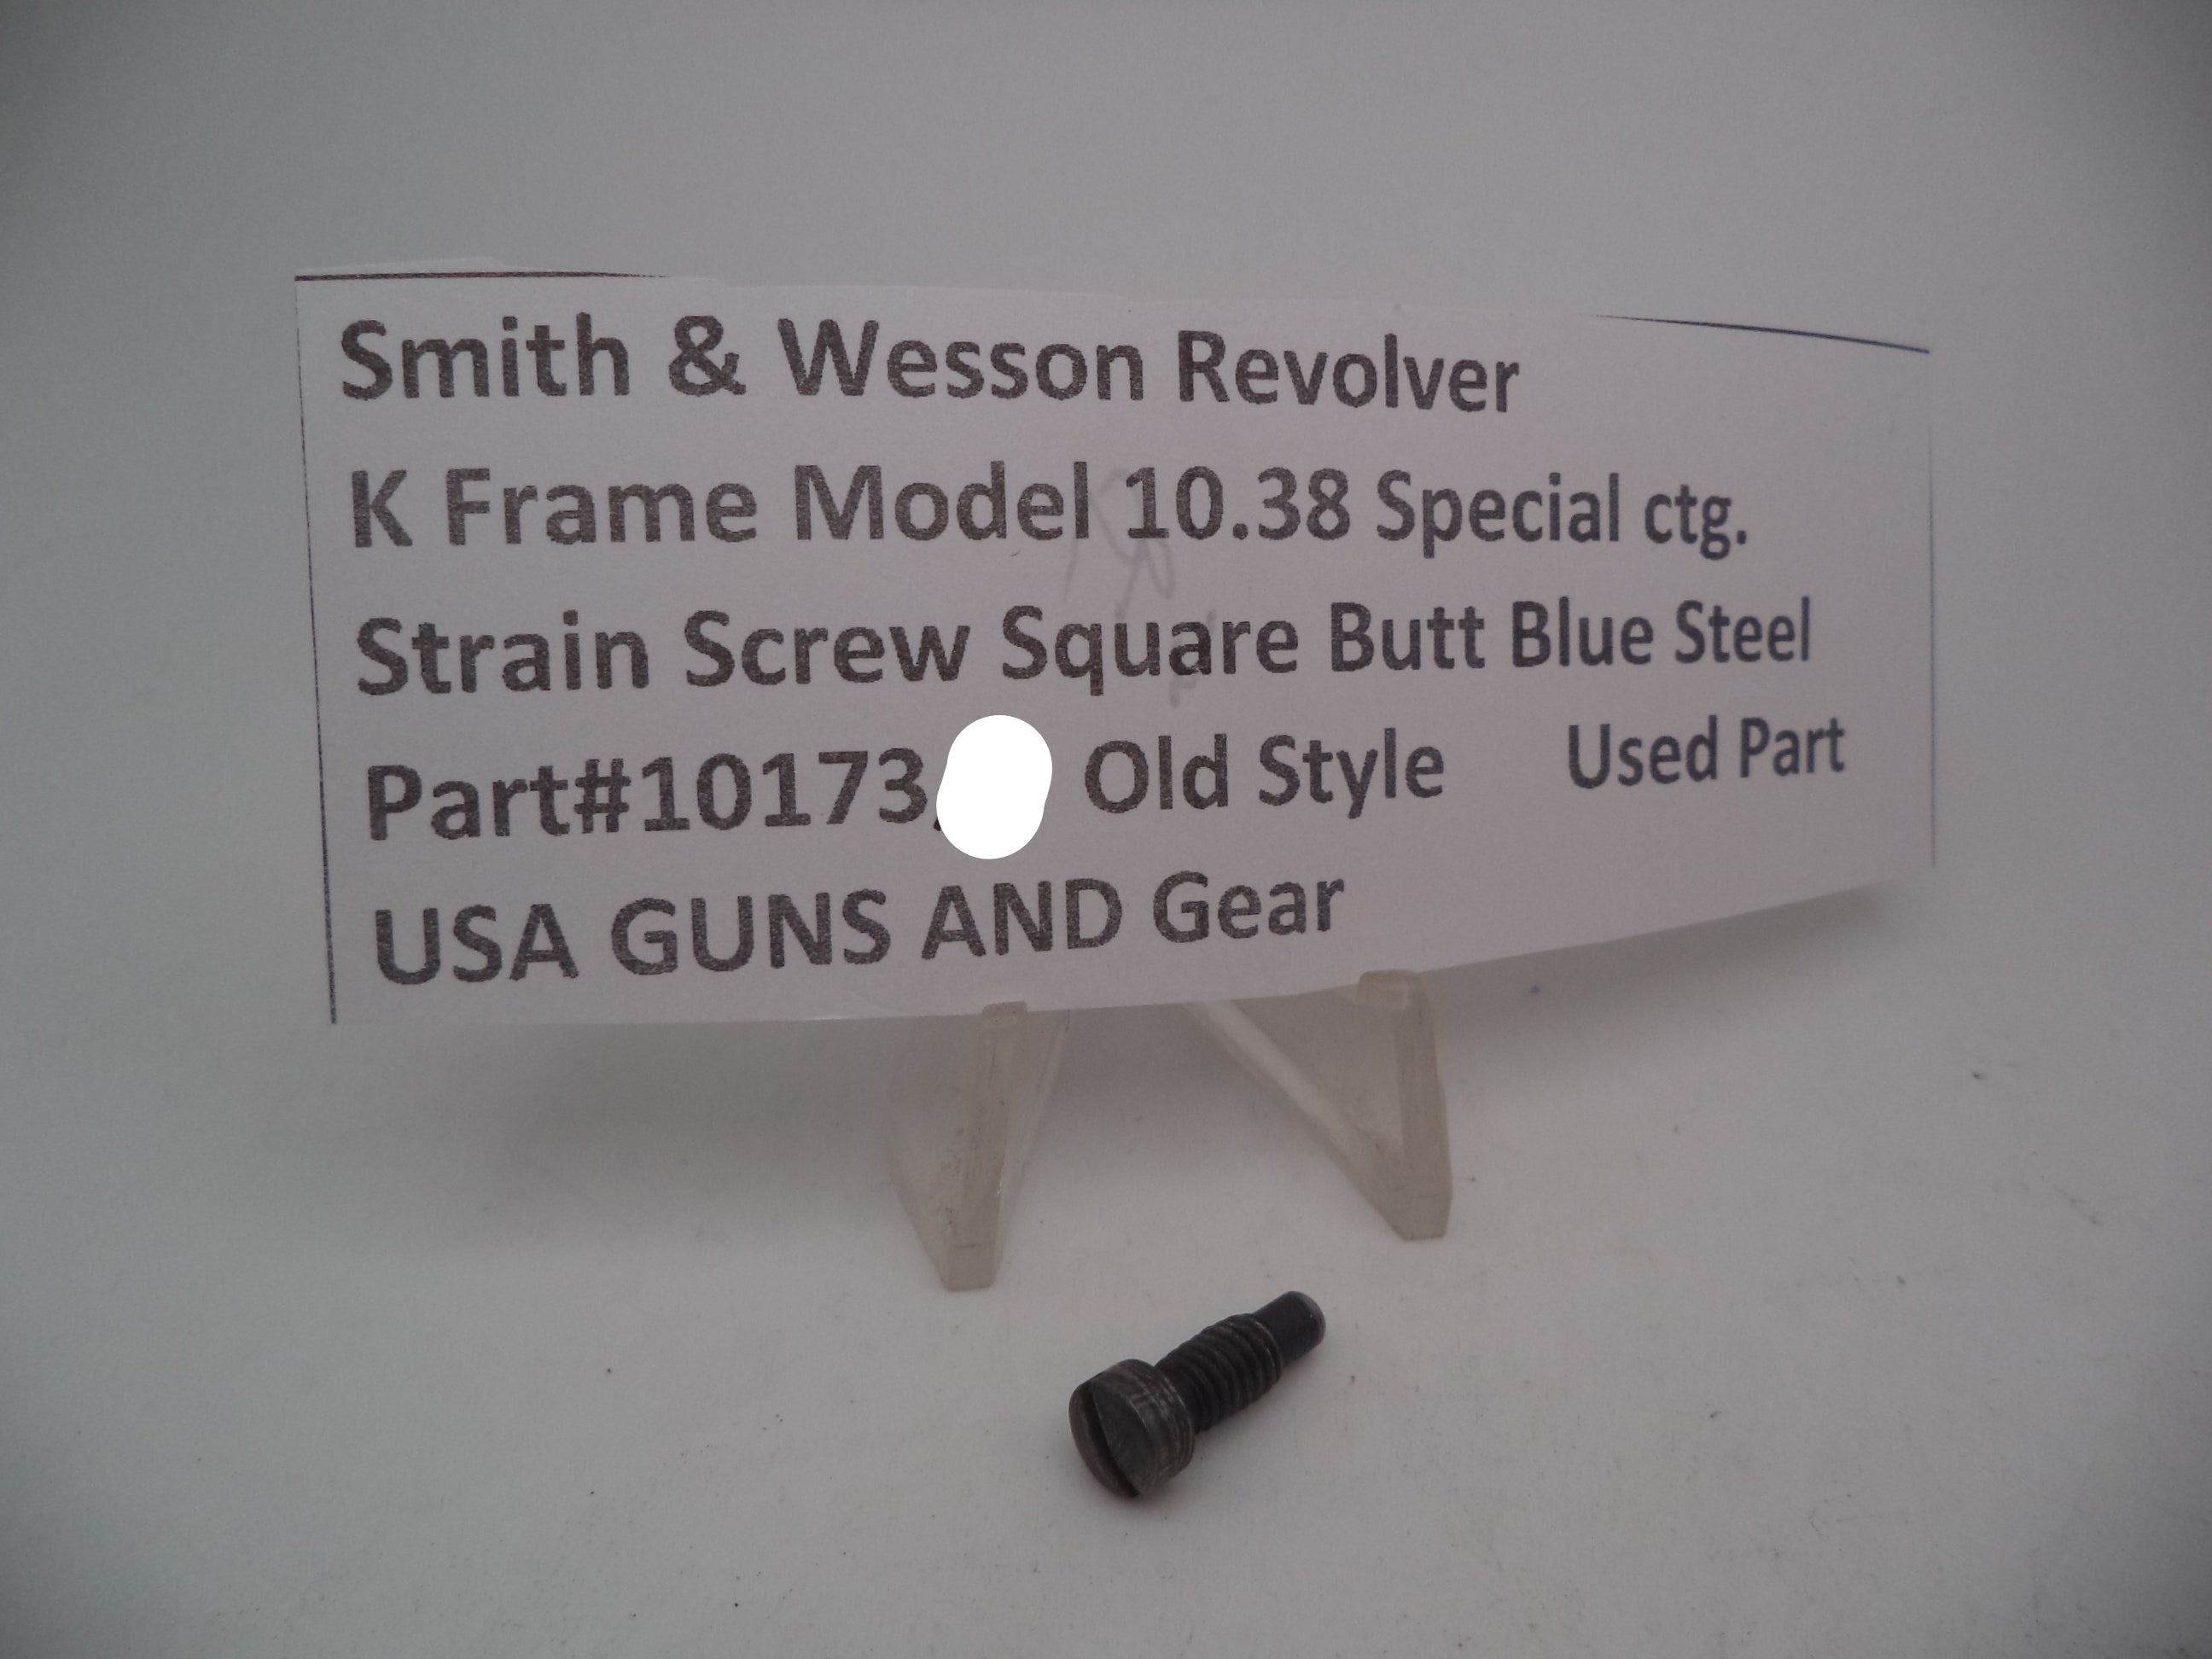 Smith & Wesson Revolver
K Frame Model 10.38 Special ctg.
Strain Screw Square Butt Blue Steel
Part#10173, Old Style Used Part
USA GUNS AND Gear